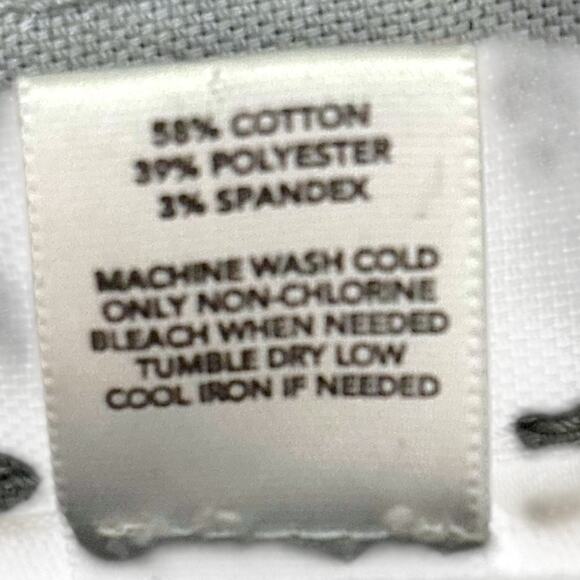 58% COTTON
39% POLYESTER
3% SPANDEX
MACHINE WASH COLD
ONLY NON-CHLORINE
BLEACH WHEN NEEDED
TUMBLE DRY LOW
COOL IRON IF NEEDED